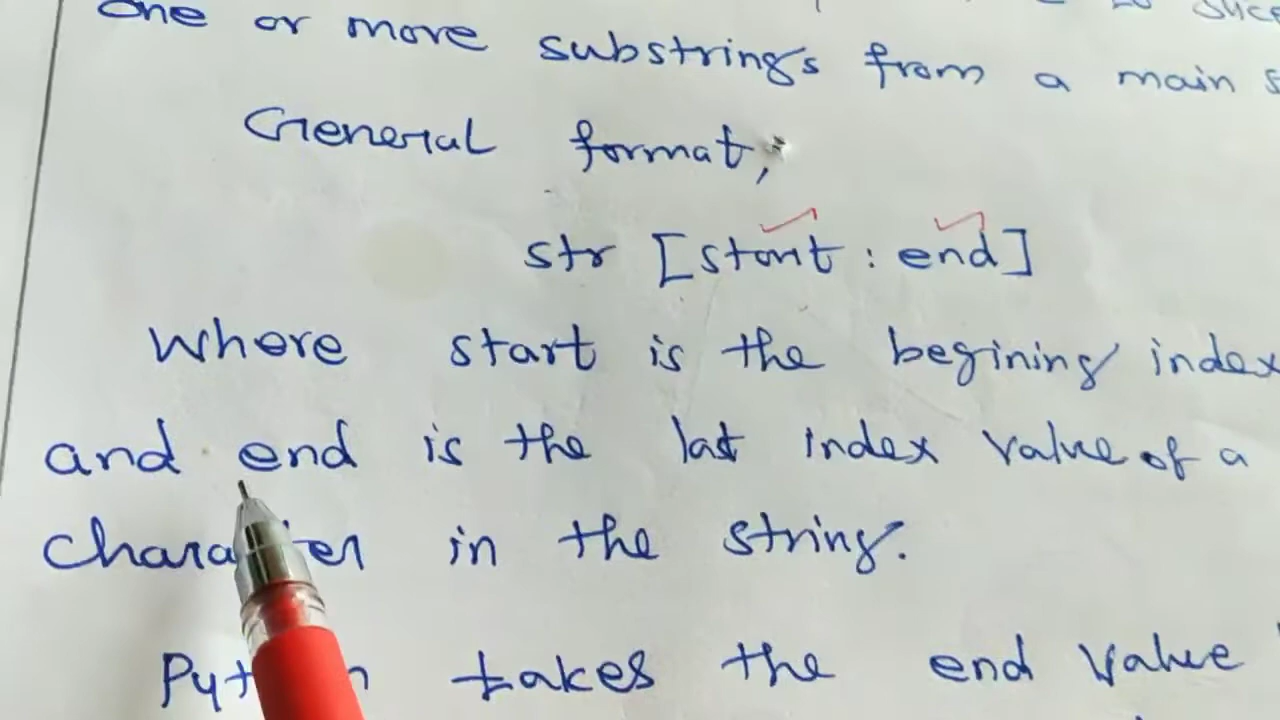 one or more substrings from a main
General format,
str [start : end]
Where start is the begining index
and end is the last index value of a
character in the string.
Python takes the end value